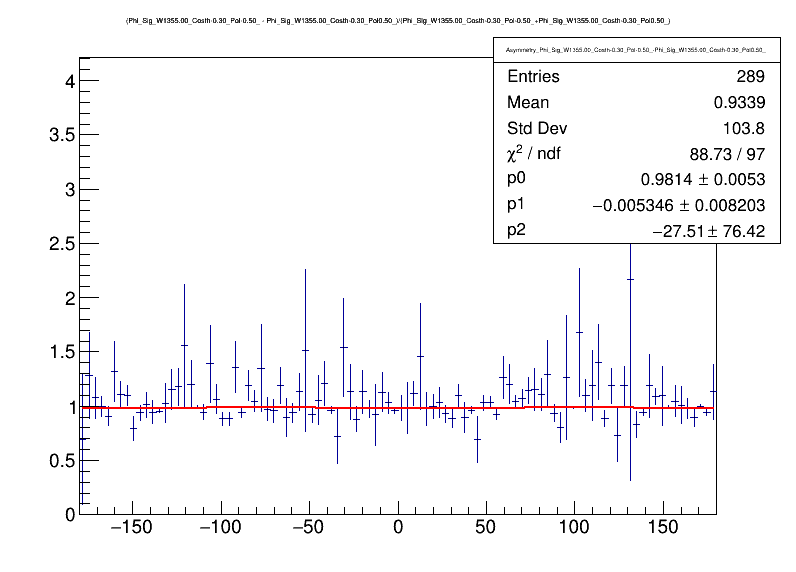 (Phi_Sig_W1355.00_Costh-0.30_Pol-0.50_ - Phi_Sig_W1355.00_Costh-0.30_Pol0.50_)/(Phi_Sig_W1355.00_Costh-0.30_Pol-0.50_+Phi_Sig_W1355.00_Costh-0.30_Pol0.50_)
Asymmetry_Phi_Sig_W1355.00_Costh-0.30_Pol-0.50_-Phi_Sig_W1355.00_Costh-0.30_Pol0.50_
Entries 289
Mean 0.9339
Std Dev 103.8
χ² / ndf 88.73 / 97
p0 0.9814 ± 0.0053
p1 −0.005346 ± 0.008203
p2 −27.51 ± 76.42
4
3.5
3
2.5
2
1.5
1
0.5
0
−150 −100 −50 0 50 100 150